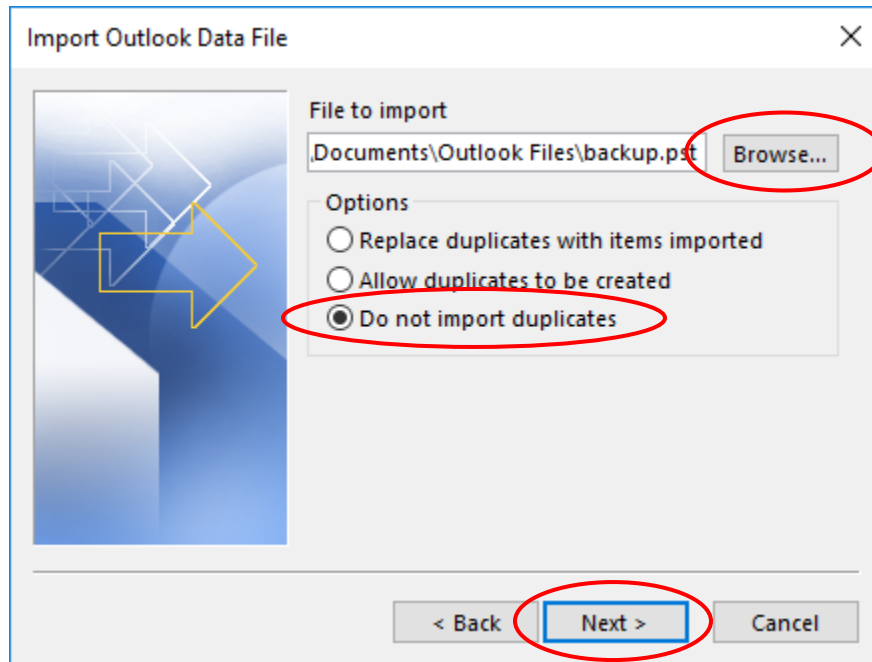 Import Outlook Data File
File to import
Documents\Outlook Files\backup.pst
Browse...
Options
Replace duplicates with items imported
Allow duplicates to be created
Do not import duplicates
< Back
Next >
Cancel